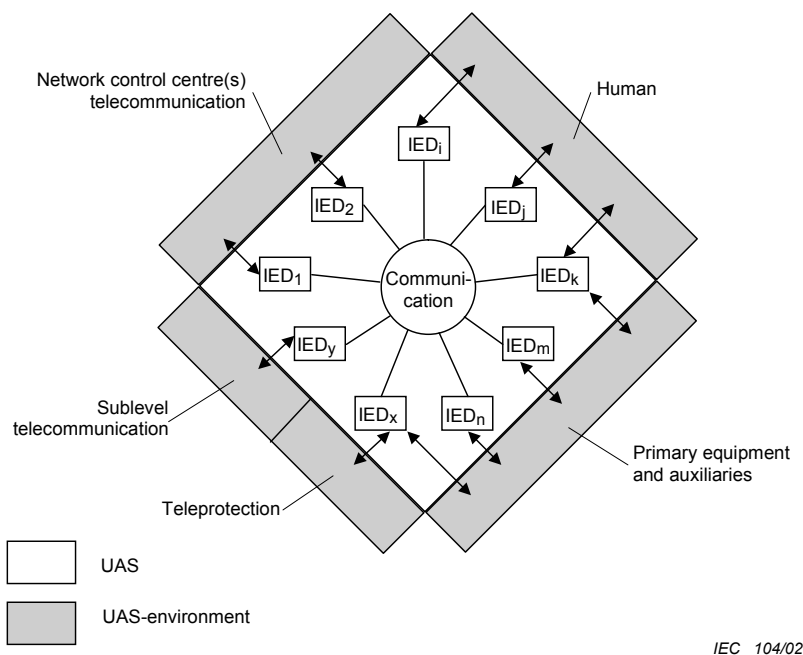 Network control centre(s)
telecommunication
Human
IEDi
IED2
IEDj
IED1
Communi-
cation
IEDk
IEDy
IEDm
IEDx
IEDn
Sublevel
telecommunication
Primary equipment
and auxiliaries
Teleprotection
UAS
UAS-environment
IEC 104/02